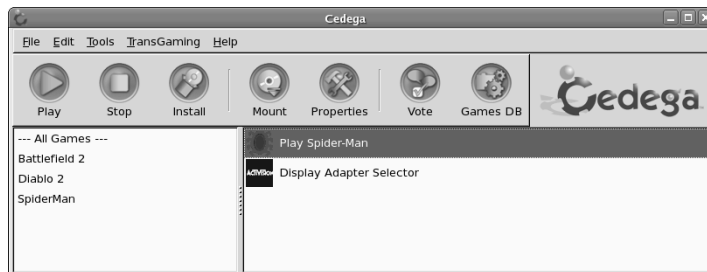 Cedega
File Edit Tools TransGaming Help
Play Stop Install Mount Properties Vote Games DB
Cedega
--- All Games ---
Battlefield 2
Diablo 2
SpiderMan
Play Spider-Man
ACTIVISION
Display Adapter Selector